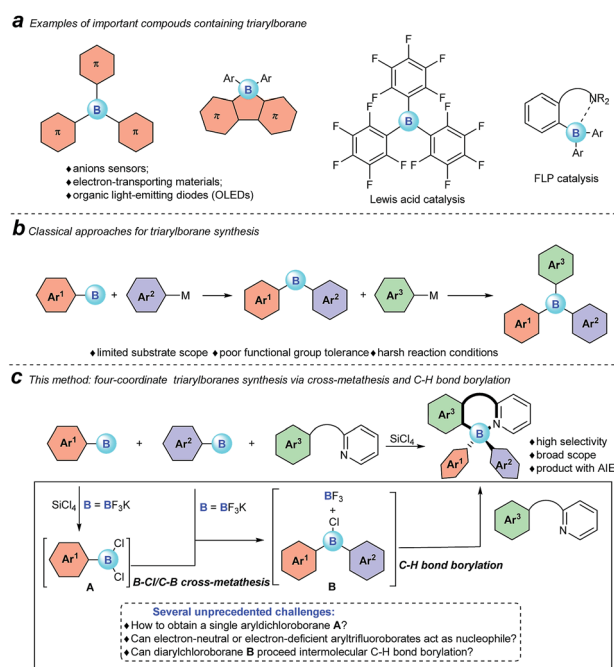 a Examples of important compouds containing triarylborane
π
π
B
π
Ar Ar
B
π π
F
F F
F F
B
F F
F F
F F
F F
F F
NR2
B Ar
Ar
♦anions sensors;
♦electron-transporting materials;
♦organic light-emitting diodes (OLEDs)
Lewis acid catalysis
FLP catalysis
b Classical approaches for triarylborane synthesis
Ar1 B + Ar2 M B Ar1 Ar2 + Ar3 M Ar3 B Ar1 Ar2
♦limited substrate scope ♦poor functional group tolerance♦harsh reaction conditions
c This method: four-coordinate triarylboranes synthesis via cross-metathesis and C-H bond borylation
Ar1 B + Ar2 B + Ar3 N SiCl4 Ar3 B N Ar1 Ar2
♦high selectivity
♦broad scope
♦product with AIE
SiCl4 B = BF3K
B = BF3K
Ar1 B Cl Cl
A
B-Cl/C-B cross-metathesis
BF3
+
Cl
B
Ar1 Ar2
B
C-H bond borylation
Ar3 N
Several unprecedented challenges:
♦How to obtain a single aryldichloroborane A?
♦Can electron-neutral or electron-deficient aryltrifluoroborates act as nucleophile?
♦Can diarylchloroborane B proceed intermolecular C-H bond borylation?